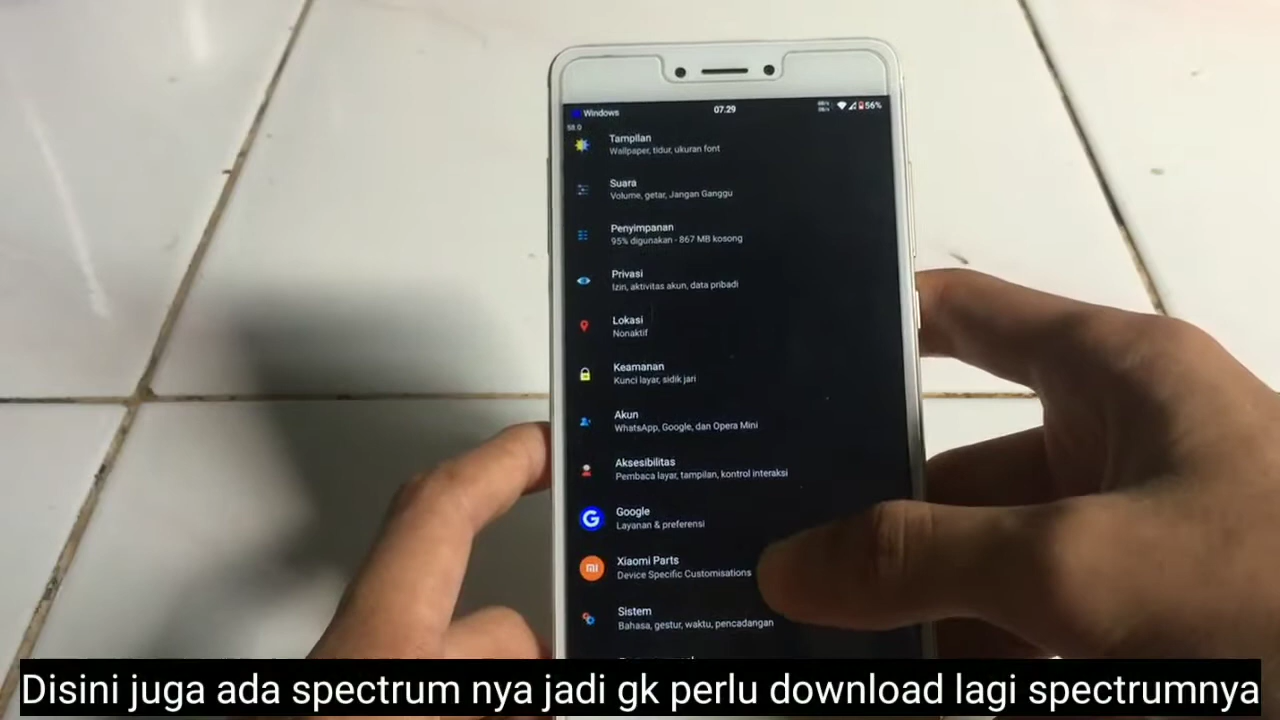 Windows
07.29
56%
58.0
Tampilan
Wallpaper, tidur, ukuran font
Suara
Volume, getar, Jangan Ganggu
Penyimpanan
95% digunakan - 867 MB kosong
Privasi
Izin, aktivitas akun, data pribadi
Lokasi
Nonaktif
Keamanan
Kunci layar, sidik jari
Akun
WhatsApp, Google, dan Opera Mini
Aksesibilitas
Pembaca layar, tampilan, kontrol interaksi
G
Google
Layanan & preferensi
mi
Xiaomi Parts
Device Specific Customisations
Sistem
Bahasa, gestur, waktu, pencadangan
Disini juga ada spectrum nya jadi gk perlu download lagi spectrumnya